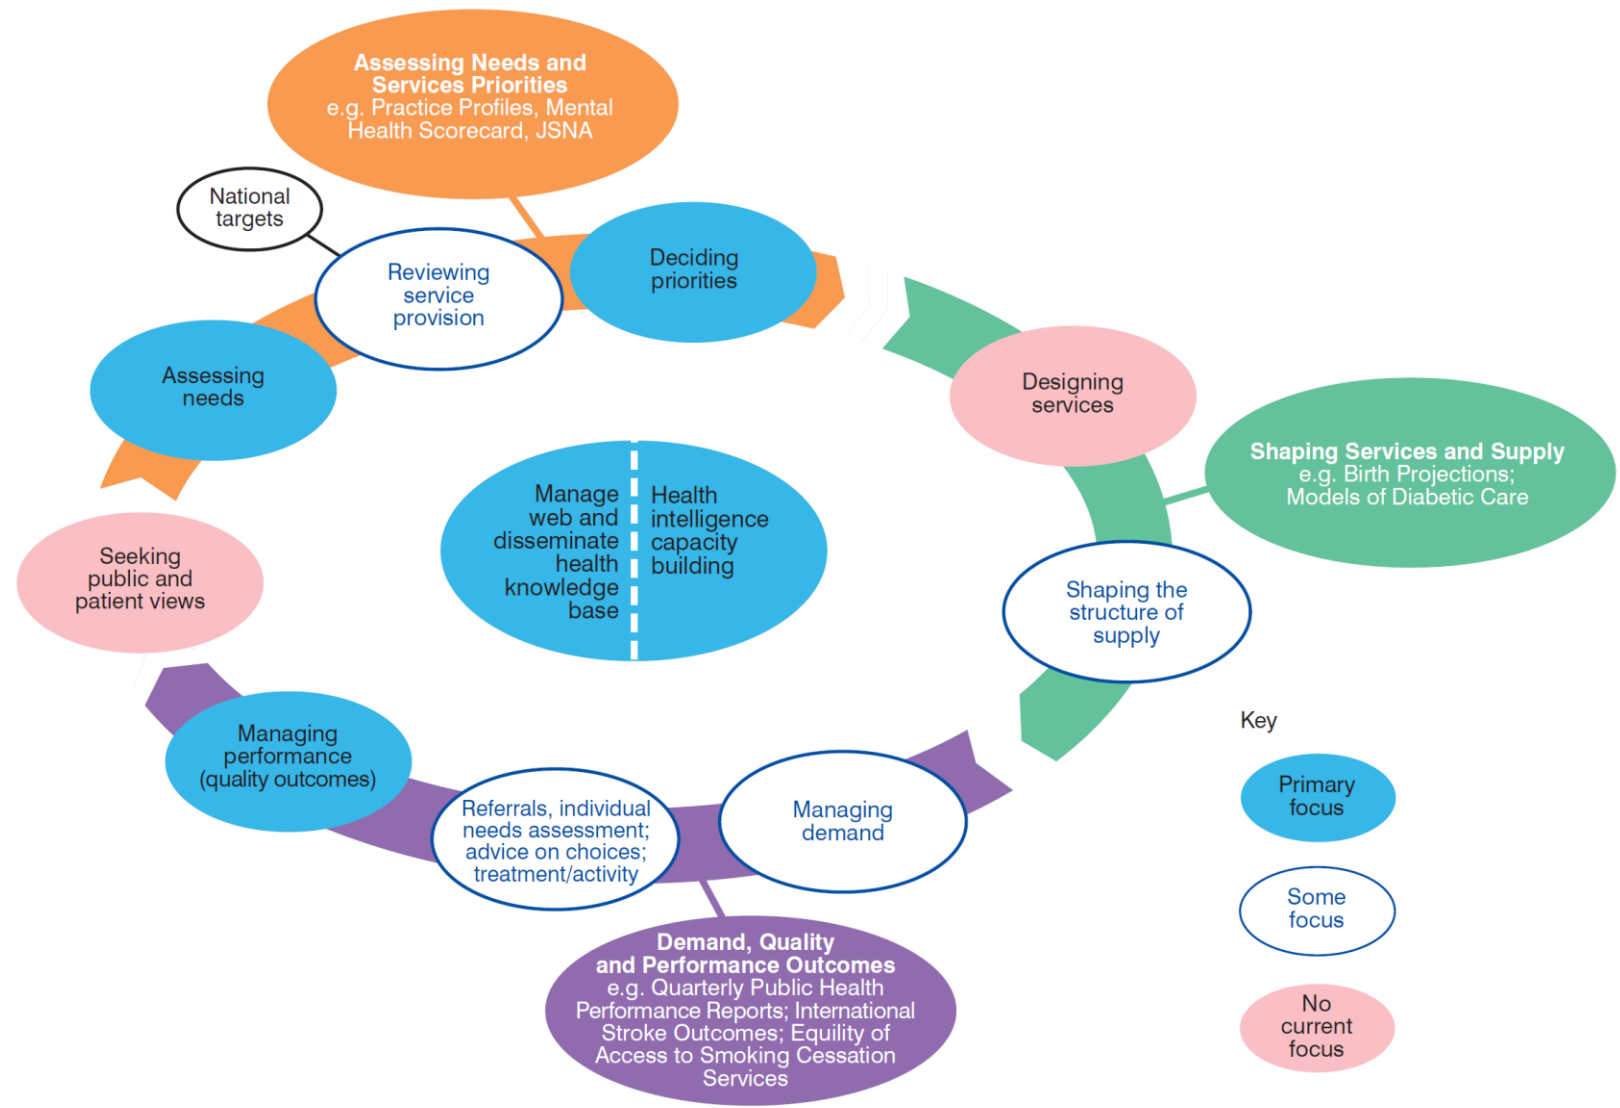 Assessing Needs and
Services Priorities
e.g. Practice Profiles, Mental
Health Scorecard, JSNA
National
targets
Reviewing
service
provision
Deciding
priorities
Assessing
needs
Designing
services
Shaping Services and Supply
e.g. Birth Projections;
Models of Diabetic Care
Manage
web and
disseminate
health
knowledge
base
Health
intelligence
capacity
building
Seeking
public and
patient views
Shaping the
structure of
supply
Managing
performance
(quality outcomes)
Referrals, individual
needs assessment;
advice on choices;
treatment/activity
Managing
demand
Demand, Quality
and Performance Outcomes
e.g. Quarterly Public Health
Performance Reports; International
Stroke Outcomes; Equility of
Access to Smoking Cessation
Services
Key
Primary
focus
Some
focus
No
current
focus